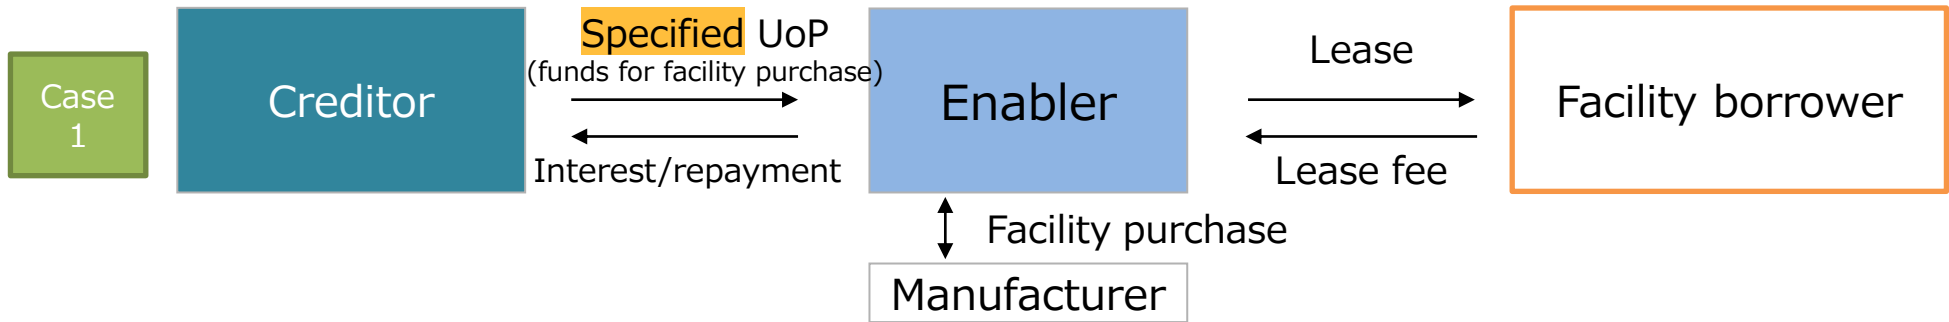 Case
1
Creditor
Specified UoP
(funds for facility purchase)
Interest/repayment
Enabler
Lease
Lease fee
Facility borrower
Facility purchase
Manufacturer